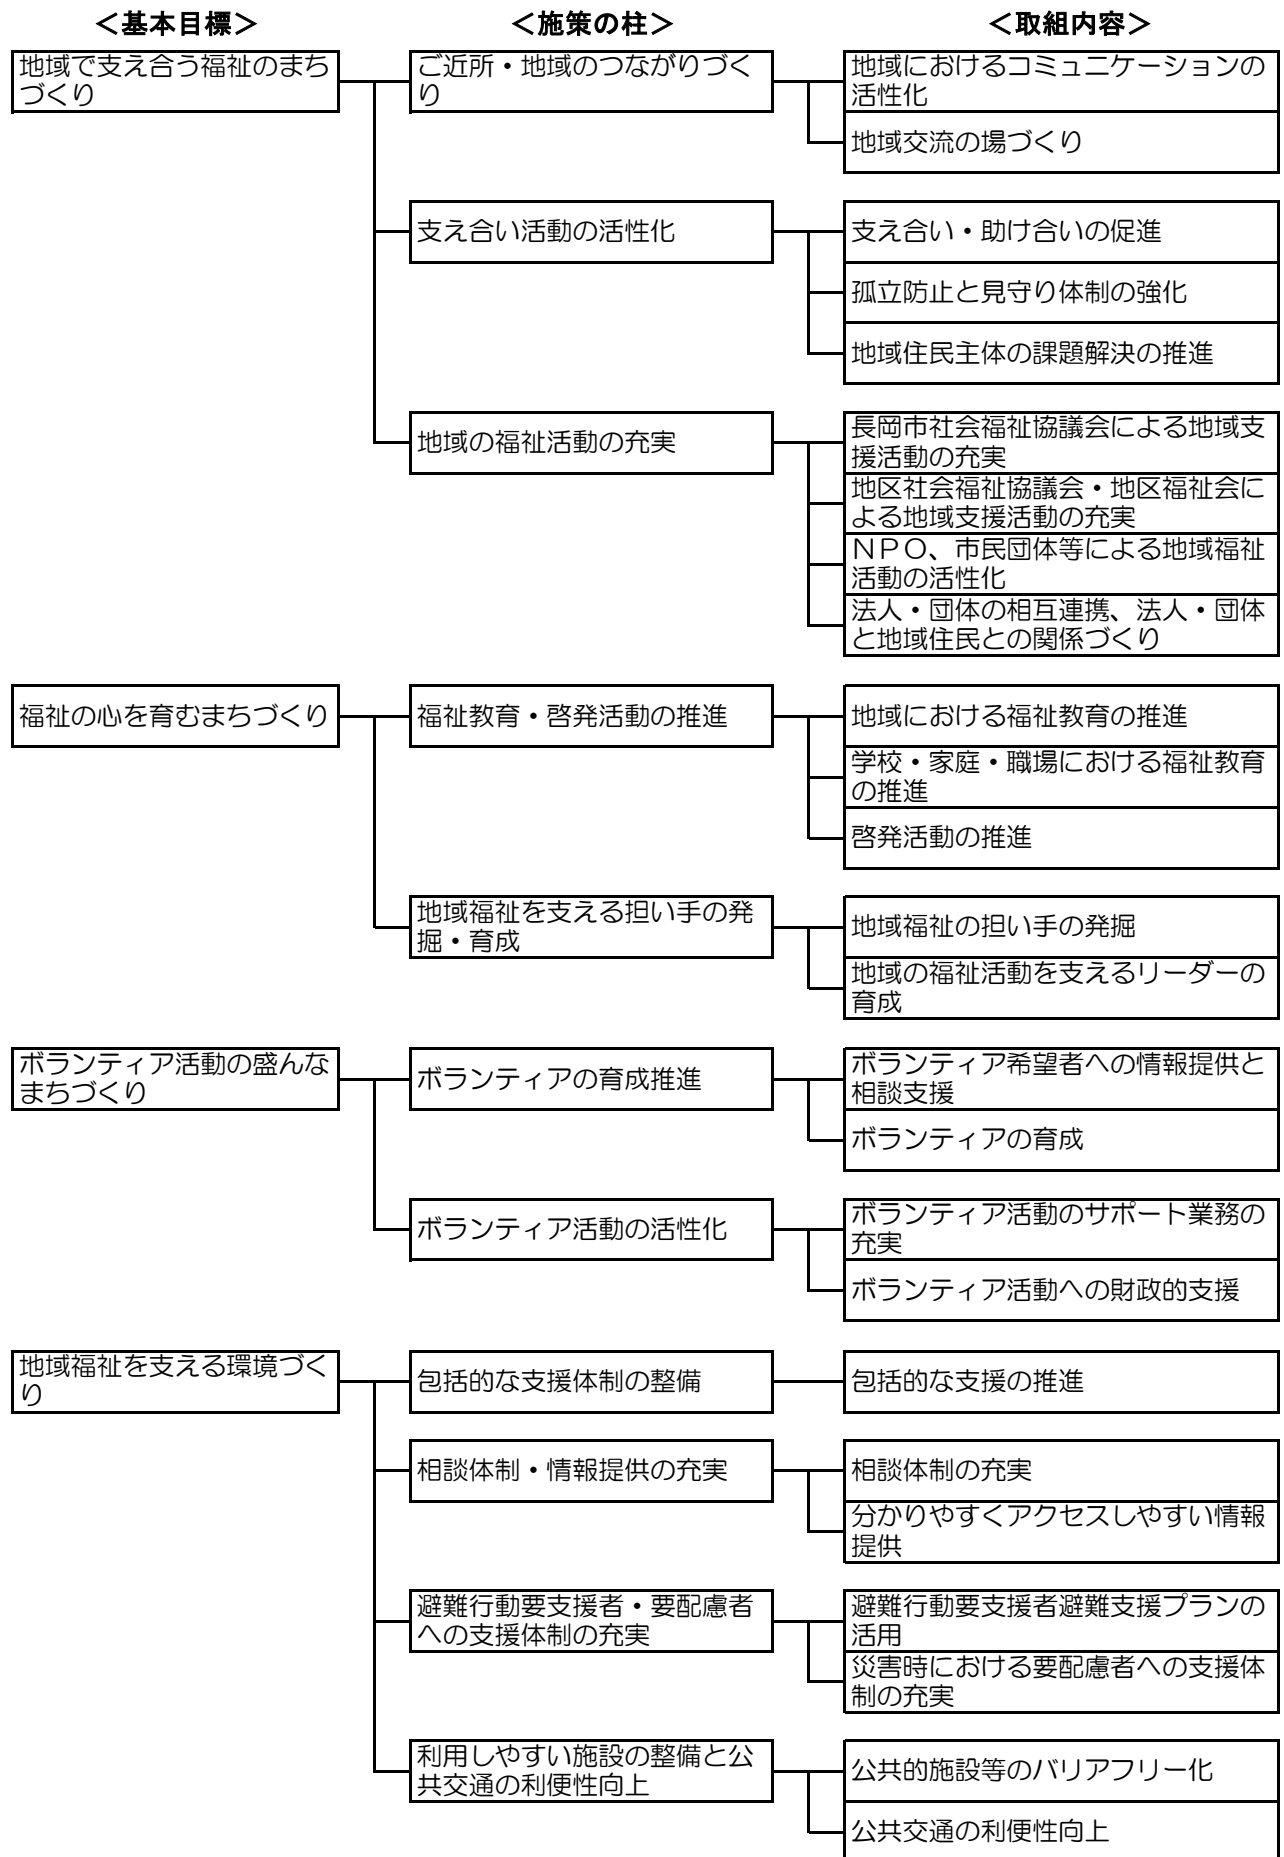 ＜基本目標＞
＜施策の柱＞
＜取組内容＞
地域で支え合う福祉のまち
づくり
ご近所・地域のつながりづく
り
地域におけるコミュニケーションの
活性化
地域交流の場づくり
支え合い活動の活性化
支え合い・助け合いの促進
孤立防止と見守り体制の強化
地域住民主体の課題解決の推進
地域の福祉活動の充実
長岡市社会福祉協議会による地域支
援活動の充実
地区社会福祉協議会・地区福祉会に
よる地域支援活動の充実
ＮＰＯ、市民団体等による地域福祉
活動の活性化
法人・団体の相互連携、法人・団体
と地域住民との関係づくり
福祉の心を育むまちづくり
福祉教育・啓発活動の推進
地域における福祉教育の推進
学校・家庭・職場における福祉教育
の推進
啓発活動の推進
地域福祉を支える担い手の発
掘・育成
地域福祉の担い手の発掘
地域の福祉活動を支えるリーダーの
育成
ボランティア活動の盛んな
まちづくり
ボランティアの育成推進
ボランティア希望者への情報提供と
相談支援
ボランティアの育成
ボランティア活動の活性化
ボランティア活動のサポート業務の
充実
ボランティア活動への財政的支援
地域福祉を支える環境づく
り
包括的な支援体制の整備
包括的な支援の推進
相談体制・情報提供の充実
相談体制の充実
分かりやすくアクセスしやすい情報
提供
避難行動要支援者・要配慮者
への支援体制の充実
避難行動要支援者避難支援プランの
活用
災害時における要配慮者への支援体
制の充実
利用しやすい施設の整備と公
共交通の利便性向上
公共的施設等のバリアフリー化
公共交通の利便性向上